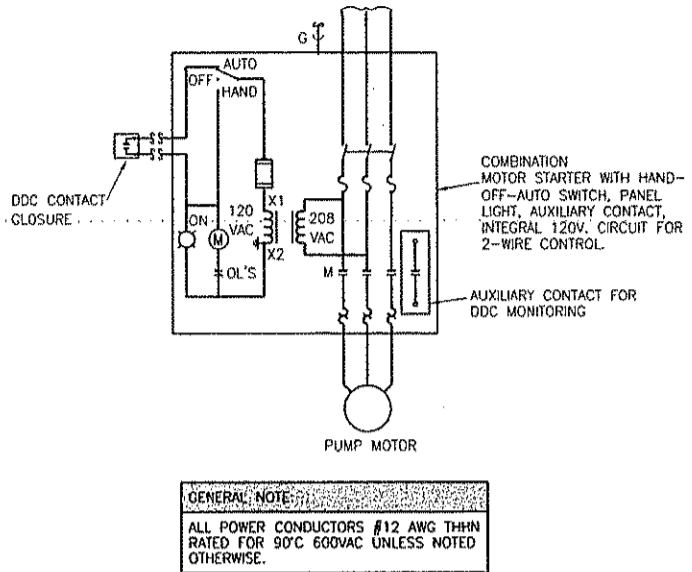 G
AUTO
OFF
HAND
DDC CONTACT
GLOSURE
ON
M
120
VAC
X1
X2
208
VAC
OL'S
M
COMBINATION
MOTOR STARTER WITH HAND-
OFF-AUTO SWITCH, PANEL
LIGHT, AUXILIARY CONTACT,
INTEGRAL 120V. CIRCUIT FOR
2-WIRE CONTROL.
AUXILIARY CONTACT FOR
DDC MONITORING
PUMP MOTOR
GENERAL NOTE:
ALL POWER CONDUCTORS #12 AWG THHN
RATED FOR 90°C 600VAC UNLESS NOTED
OTHERWISE.